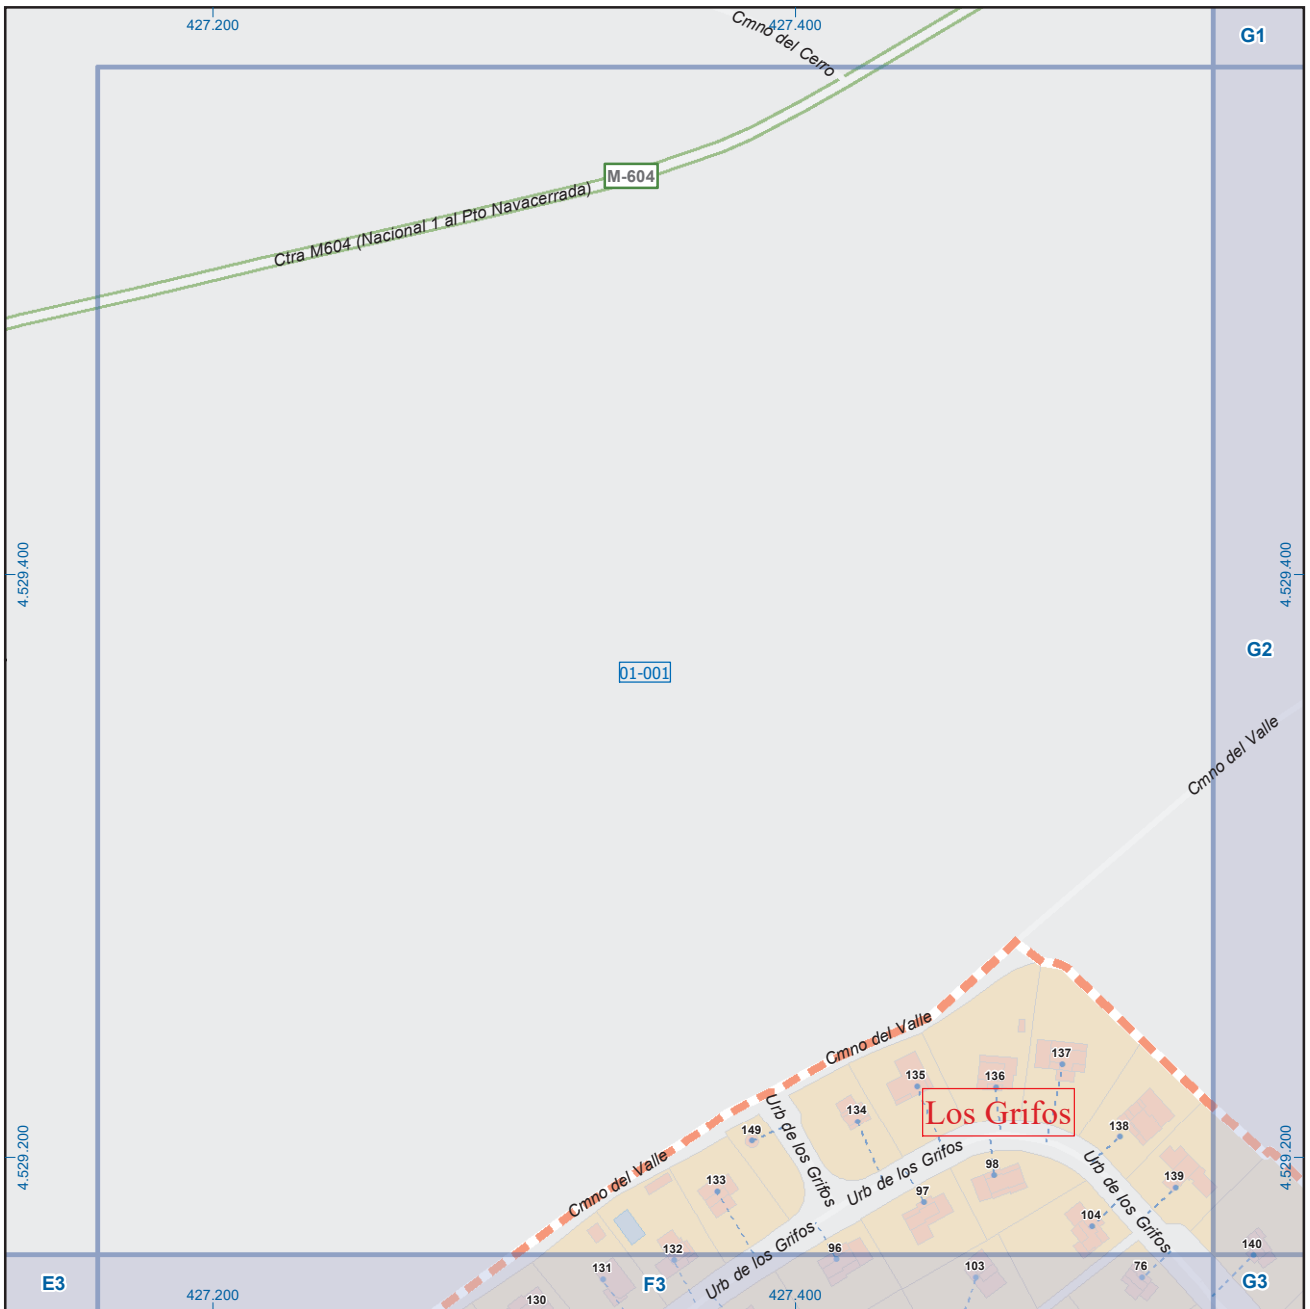 427.200
427.400
Cmno del Cerro
G1
M-604
Ctra M604 (Nacional 1 al Pto Navacerrada)
4.529.400
4.529.400
G2
01-001
Cmno del Valle
Cmno del Valle
137
135
136
Los Grifos
134
Urb de los Grifos
149
138
Urb de los Grifos
Cmno del Valle
4.529.200
4.529.200
133
98
Urb de los Grifos
139
97
104
Urb de los Grifos
132
96
140
131
103
76
E3
F3
G3
130
427.200
427.400